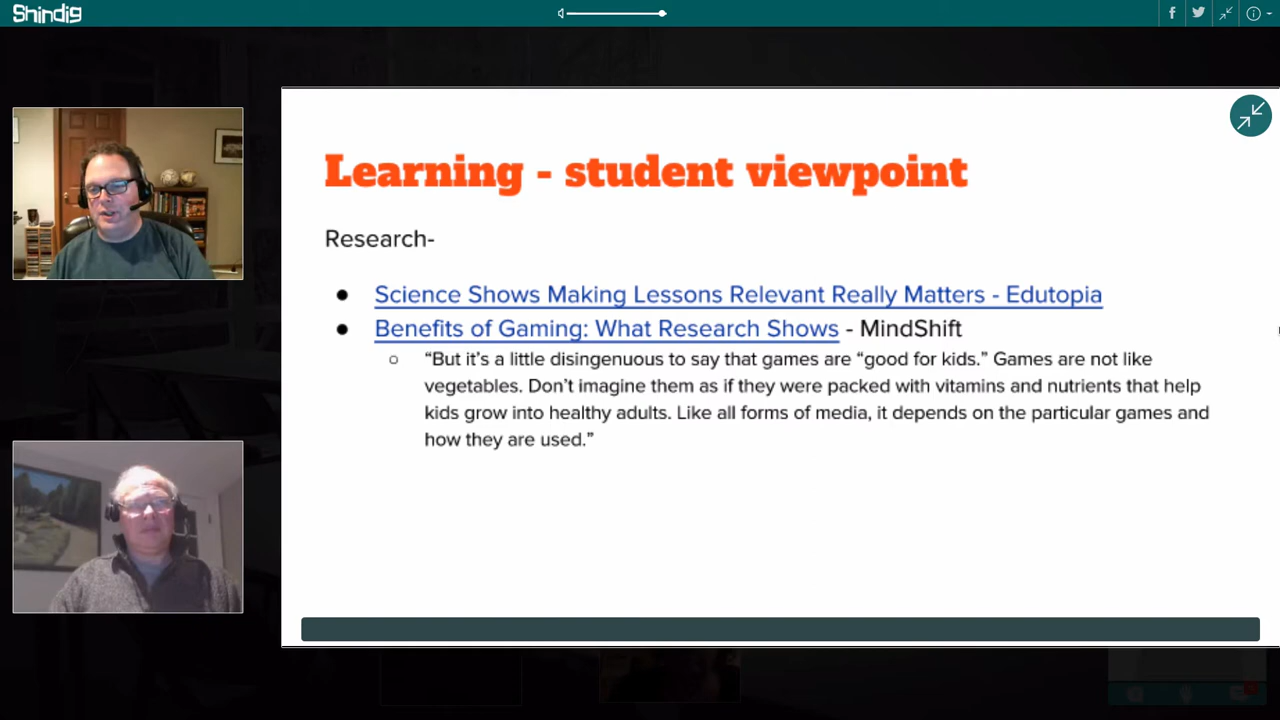 Shindig
Learning - student viewpoint
Research-
● Science Shows Making Lessons Relevant Really Matters - Edutopia
● Benefits of Gaming: What Research Shows - MindShift
○ “But it’s a little disingenuous to say that games are “good for kids.” Games are not like
vegetables. Don’t imagine them as if they were packed with vitamins and nutrients that help
kids grow into healthy adults. Like all forms of media, it depends on the particular games and
how they are used.”